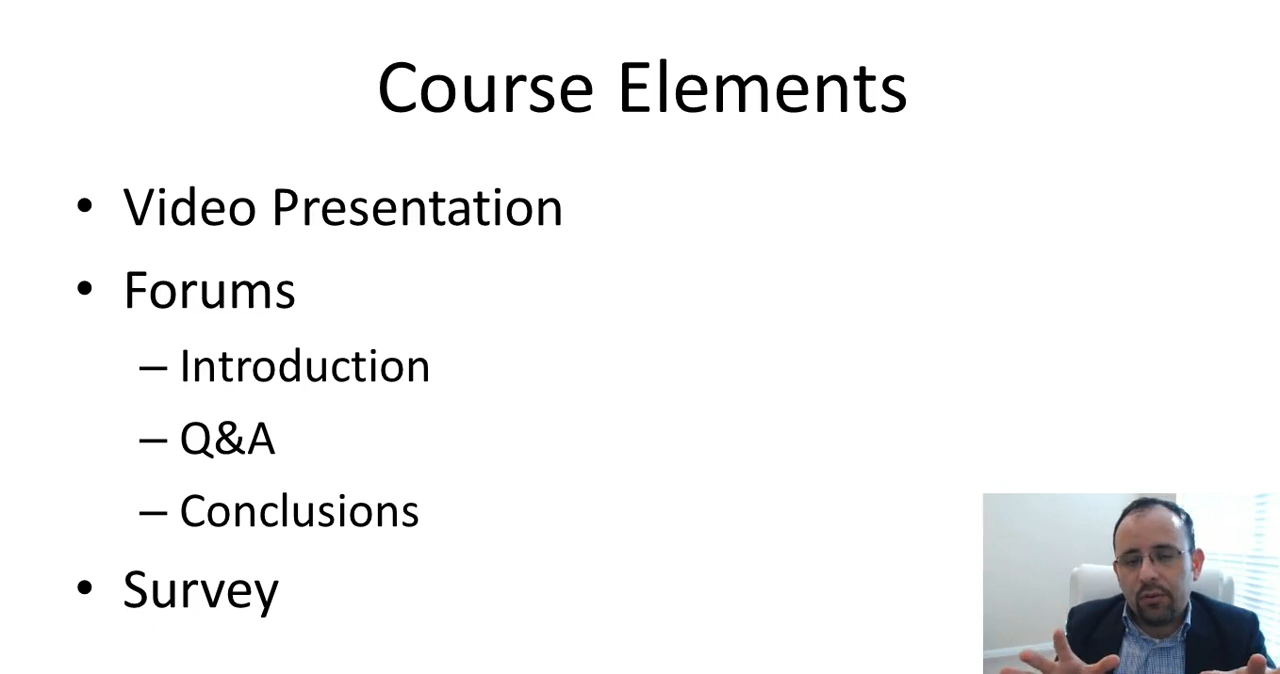 Course Elements
• Video Presentation
• Forums
– Introduction
– Q&A
– Conclusions
• Survey